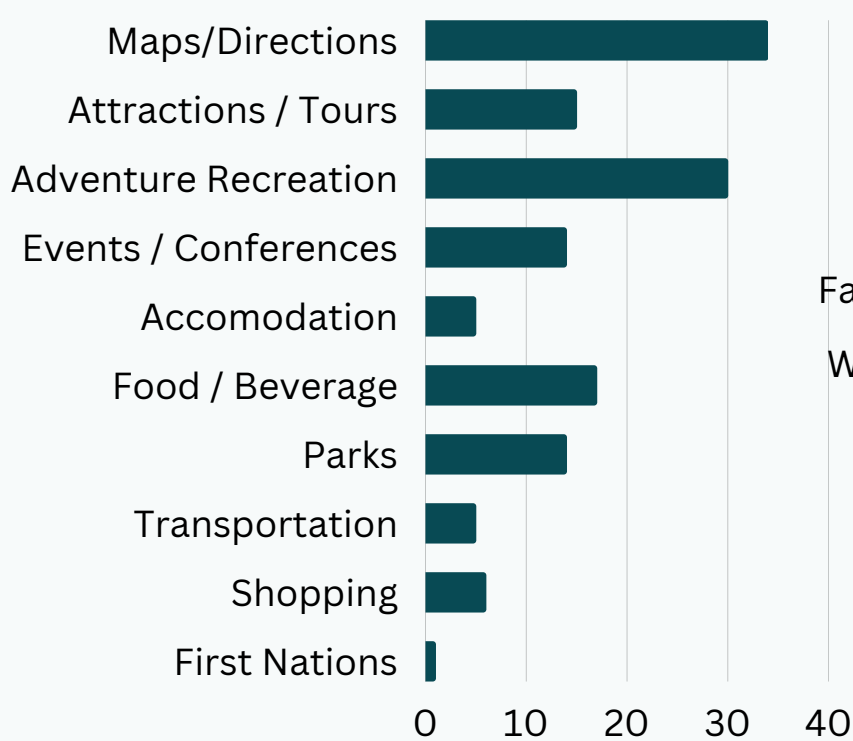 Maps/Directions
Attractions / Tours
Adventure Recreation
Events / Conferences
Accomodation
Food / Beverage
Parks
Transportation
Shopping
First Nations
0 10 20 30 40
Fa
W